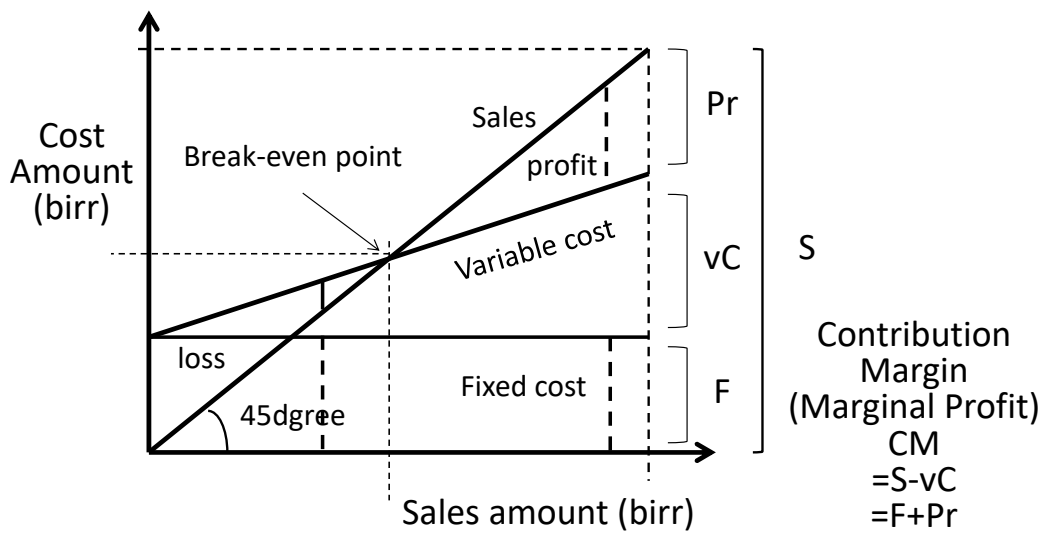 Cost
Amount
(birr)
Break-even point
Sales
profit
Variable cost
loss
Fixed cost
45dgree
Sales amount (birr)
Pr
vC
F
S
Contribution
Margin
(Marginal Profit)
CM
=S-vC
=F+Pr